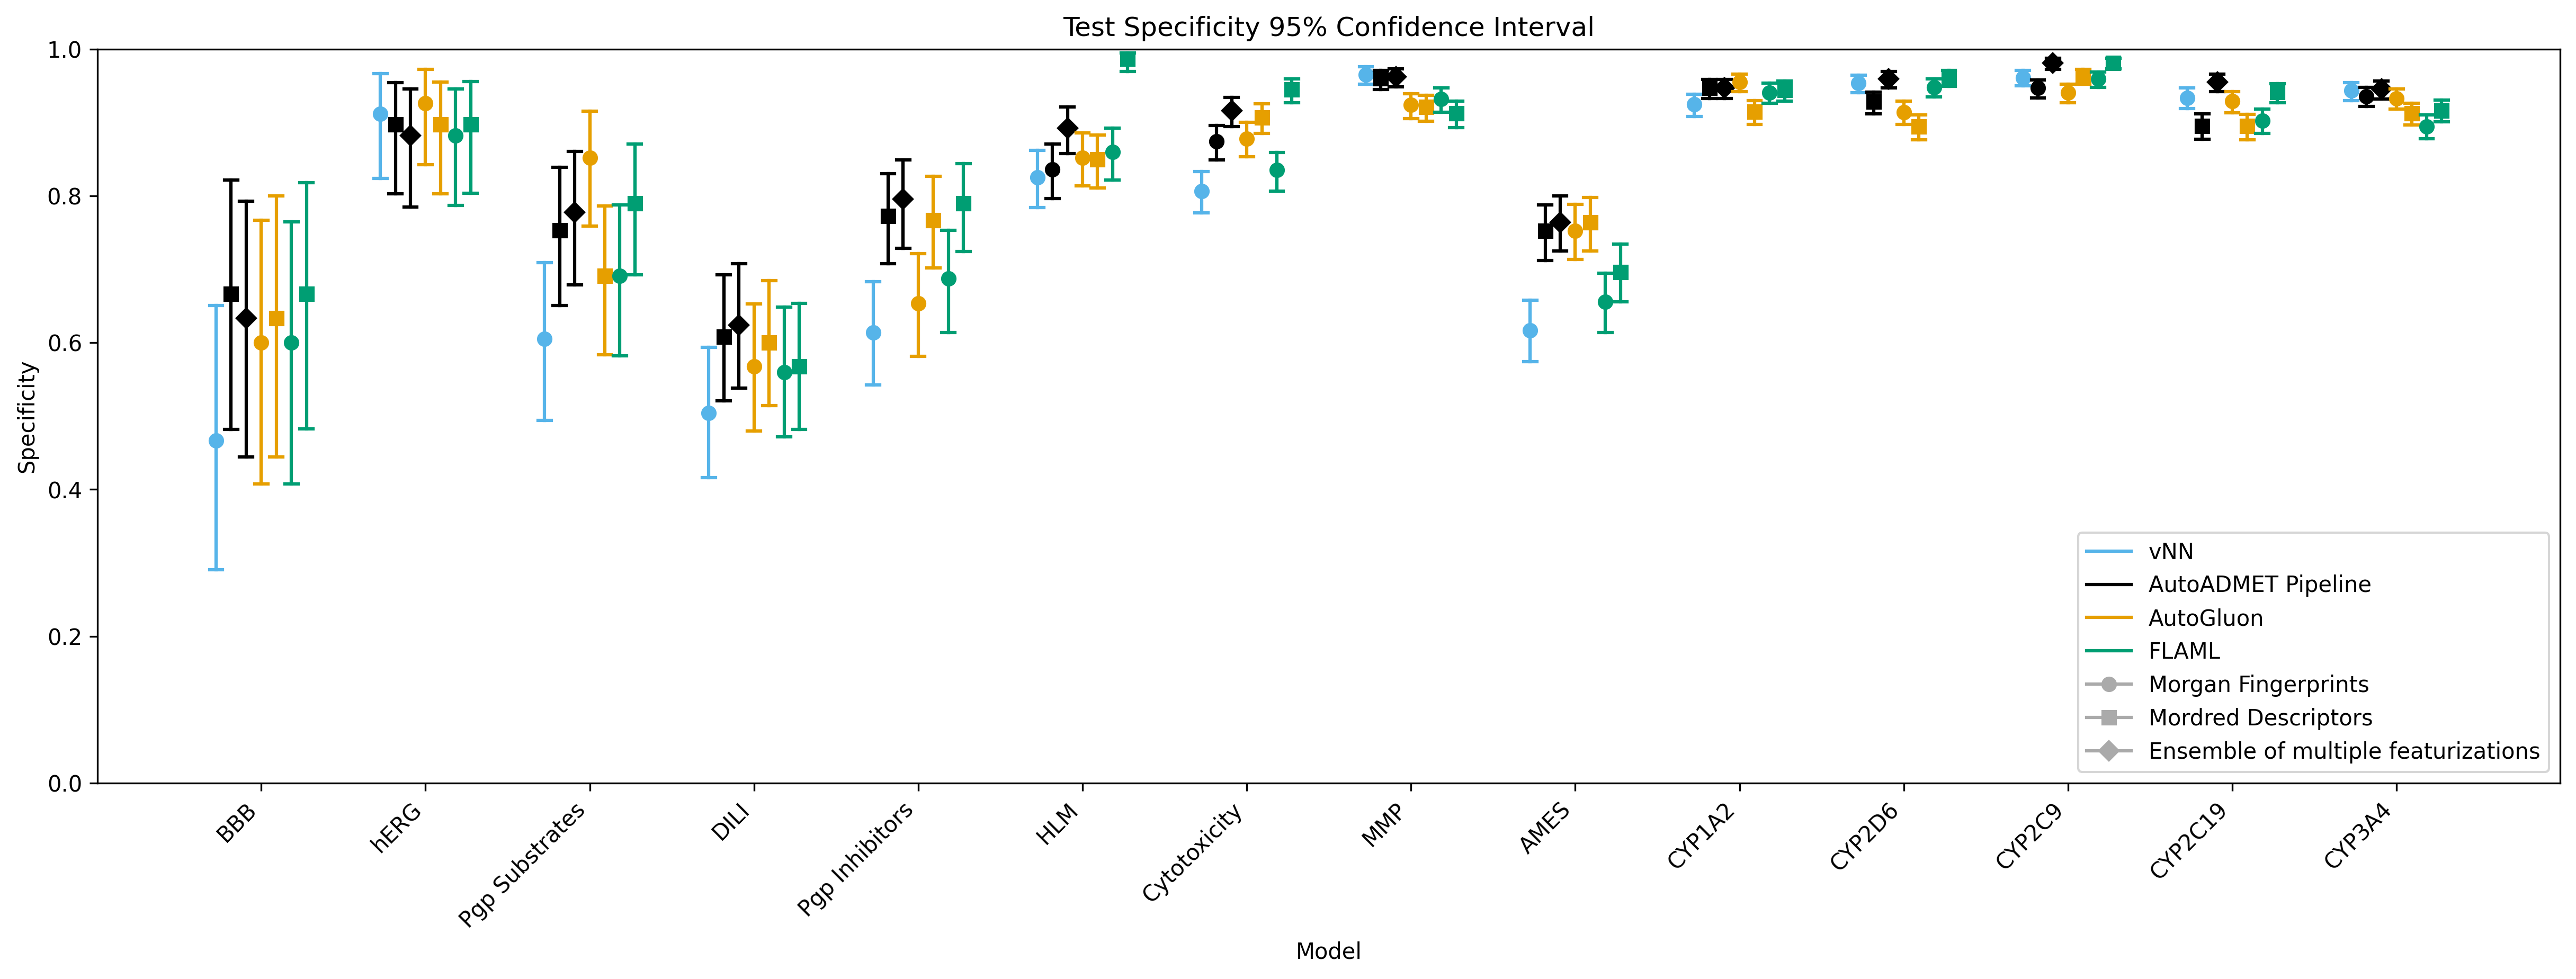 Test Specificity 95% Confidence Interval
Specificity
1.0
0.8
0.6
0.4
0.2
0.0
BBB
hERG
Pgp Substrates
DILI
Pgp Inhibitors
HLM
Cytotoxicity
MMP
AMES
CYP1A2
CYP2D6
CYP2C9
CYP2C19
CYP3A4
Model
vNN
AutoADMET Pipeline
AutoGluon
FLAML
Morgan Fingerprints
Mordred Descriptors
Ensemble of multiple featurizations